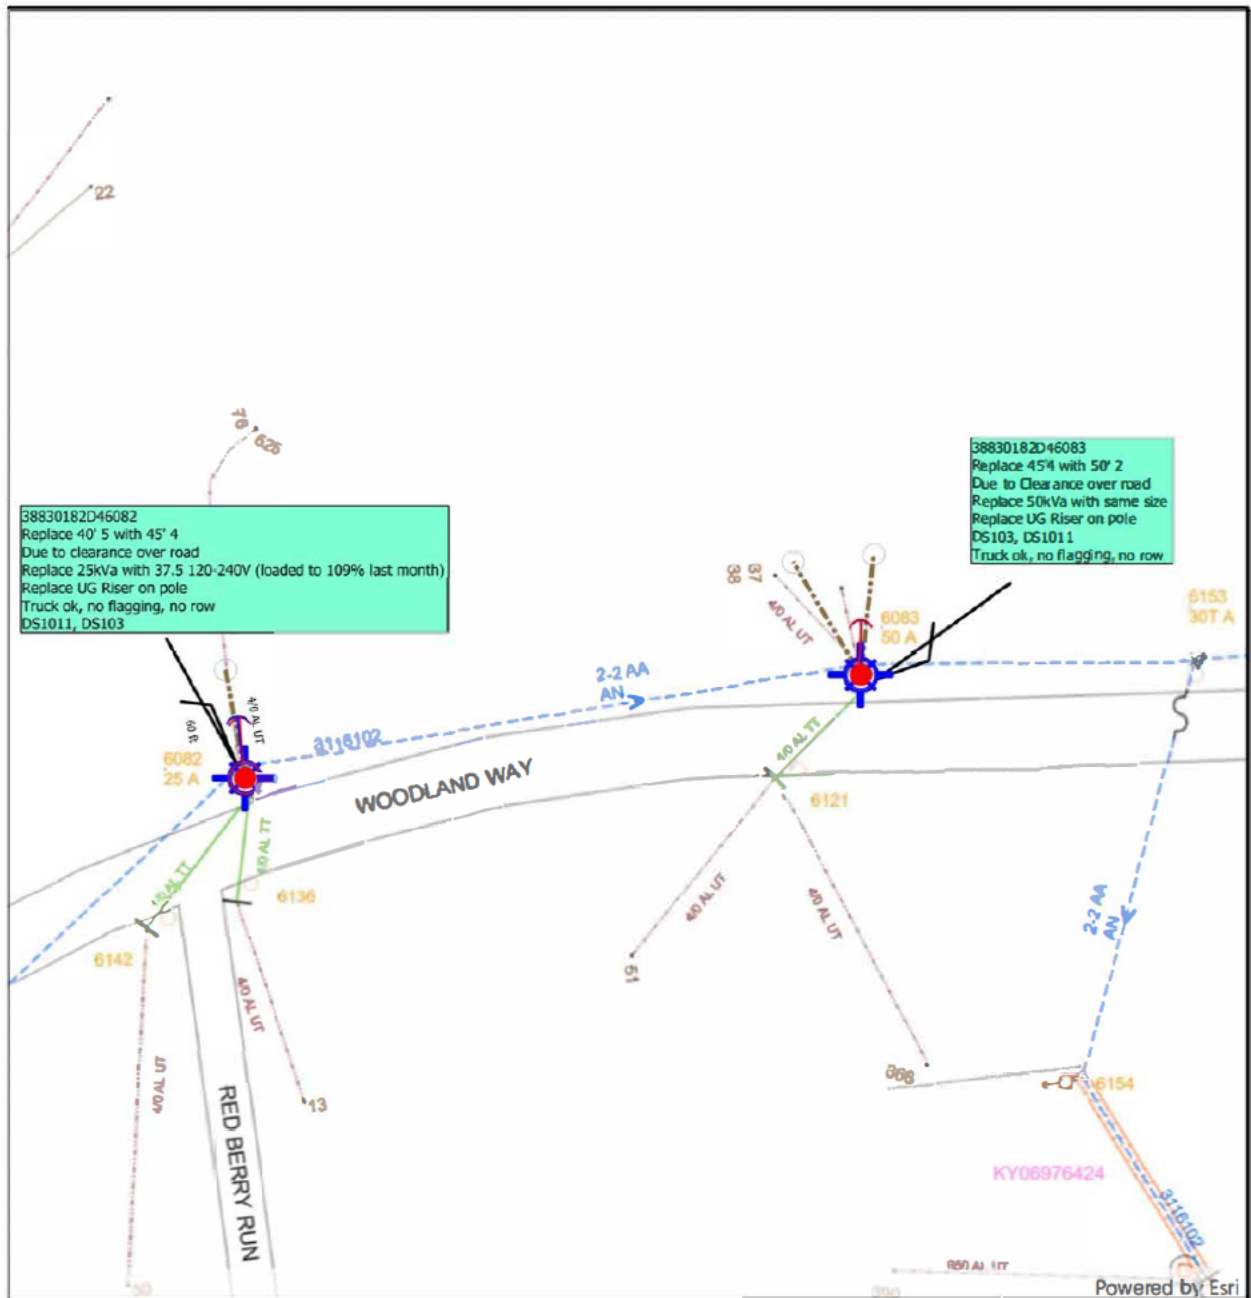 22
76
625
38830182D46083
Replace 45'4 with 50' 2
Due to Clearance over road
Replace 50kVa with same size
Replace UG Riser on pole
DS103, DS1011
Truck ok, no flagging, no row
38830182D46082
Replace 40' 5 with 45' 4
Due to clearance over road
Replace 25kVa with 37.5 120-240V (loaded to 109% last month)
Replace UG Riser on pole
Truck ok, no flagging, no row
DS1011, DS103
38
37
4/0 AL UT
6083
50 A
6153
30T A
2-2 AA
AN
4/0 AL UT
60 ft
6082
25 A
3116102
4/0 AL TT
WOODLAND WAY
6121
4/0 AL TT
AL TT
6136
6142
4/0 AL UT
4/0 AL UT
2-2 AA
AN
51
4/0 AL UT
4/0 AL UT
6154
13
RED BERRY RUN
KY06976424
3116102
Powered by Esri